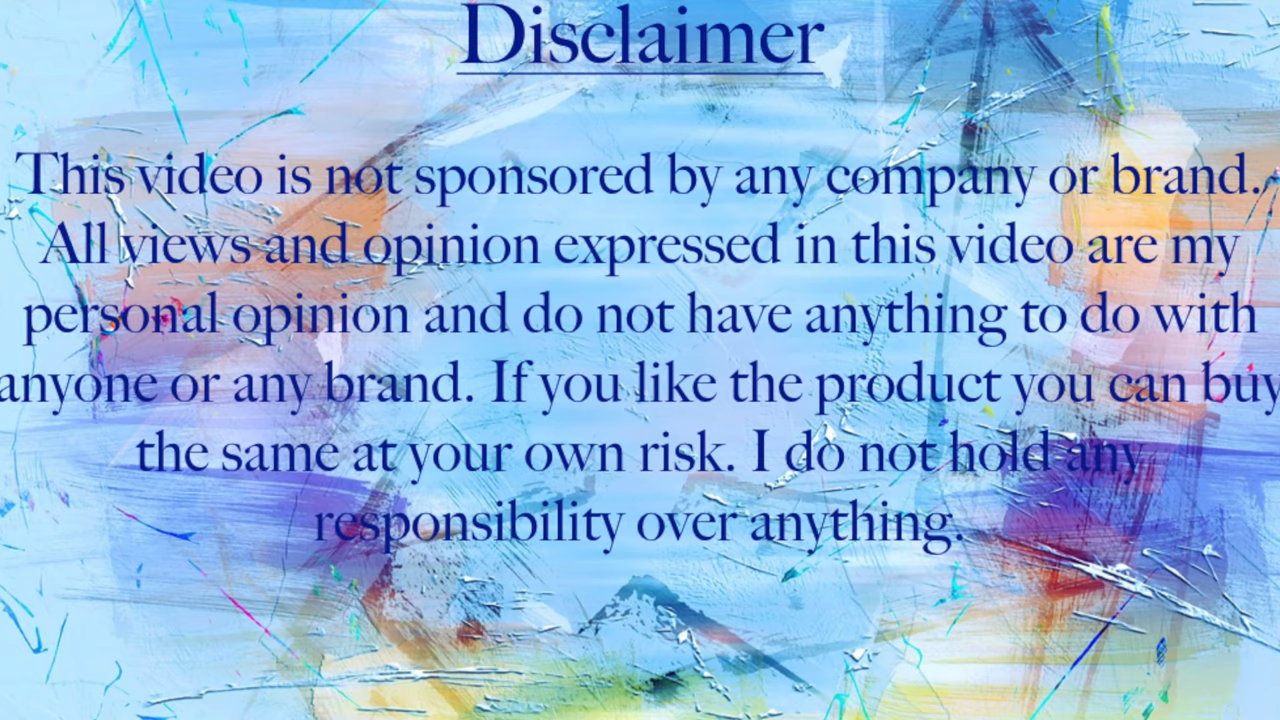 Disclaimer
This video is not sponsored by any company or brand.
All views and opinion expressed in this video are my
personal opinion and do not have anything to do with
anyone or any brand. If you like the product you can buy
the same at your own risk. I do not hold any
responsibility over anything.